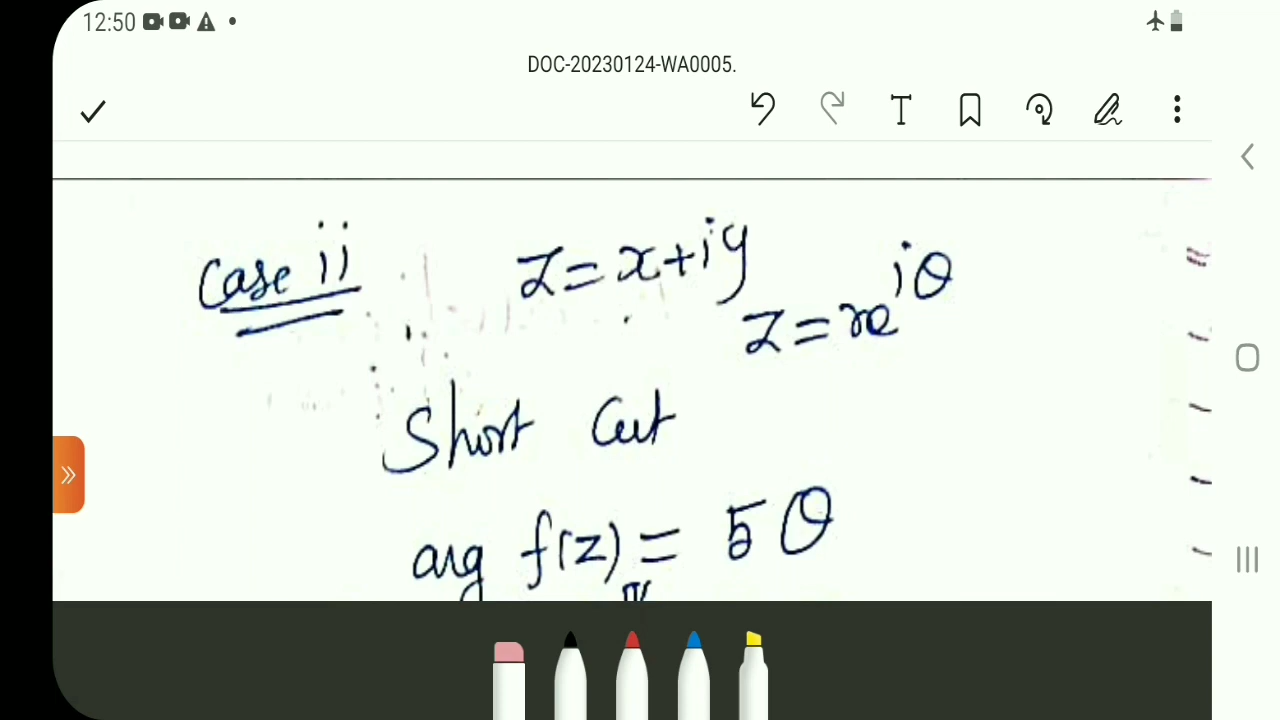 12:50
DOC-20230124-WA0005.
T
Case ii z = x+iy
z = re^{iθ}
Short Cut
arg f(z) = 5θ